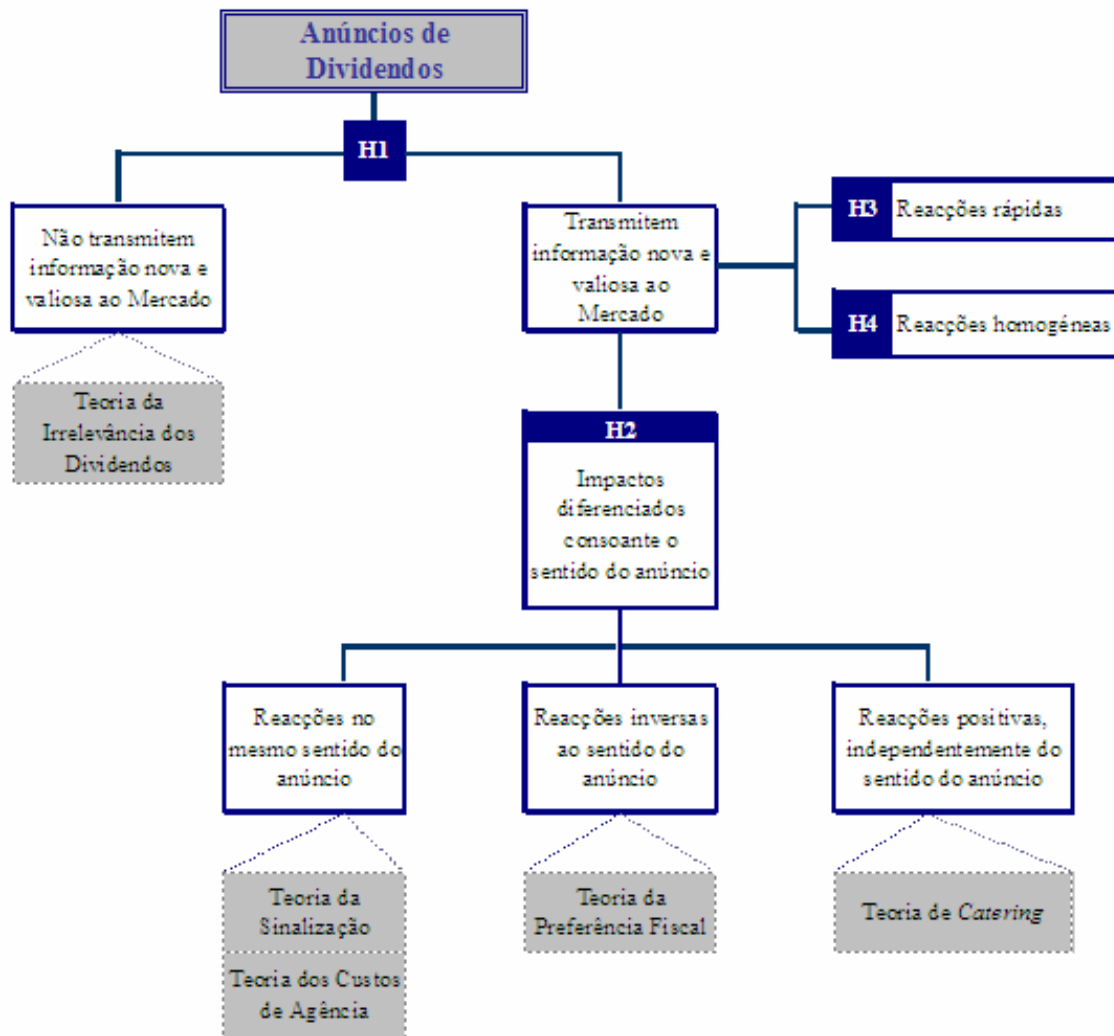 Anúncios de
Dividendos
H1
Não transmitem
informação nova e
valiosa ao Mercado
Transmitem
informação nova e
valiosa ao
Mercado
H3 Reacções rápidas
H4 Reacções homogéneas
Teoria da
Irrelevância dos
Dividendos
H2
Impactos
diferenciados
consoante o
sentido do anúncio
Reacções no
mesmo sentido do
anúncio
Reacções inversas
ao sentido do
anúncio
Reacções positivas,
independentemente do
sentido do anúncio
Teoria da
Sinalização
Teoria dos Custos
de Agência
Teoria da
Preferência Fiscal
Teoria de Catering